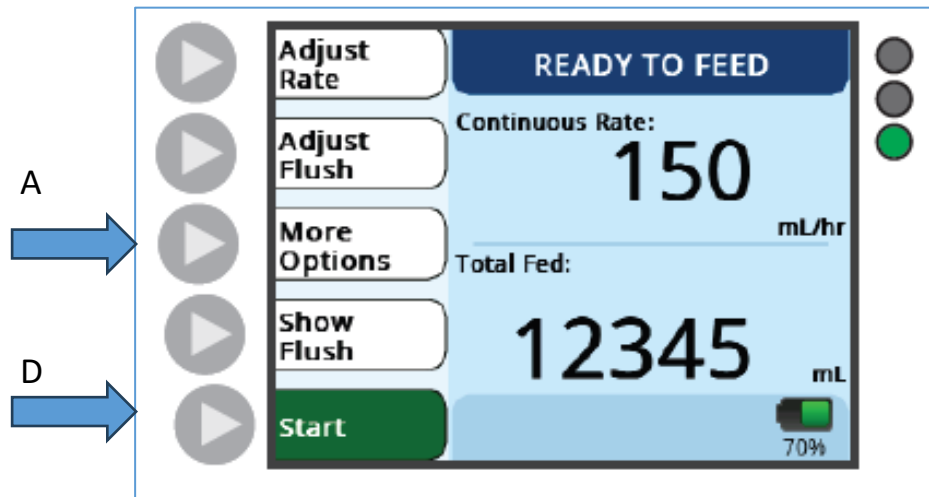 Adjust
Rate
READY TO FEED
Adjust
Flush
Continuous Rate:
150
mL/hr
A
More
Options
Total Fed:
12345
mL
Show
Flush
D
Start
70%